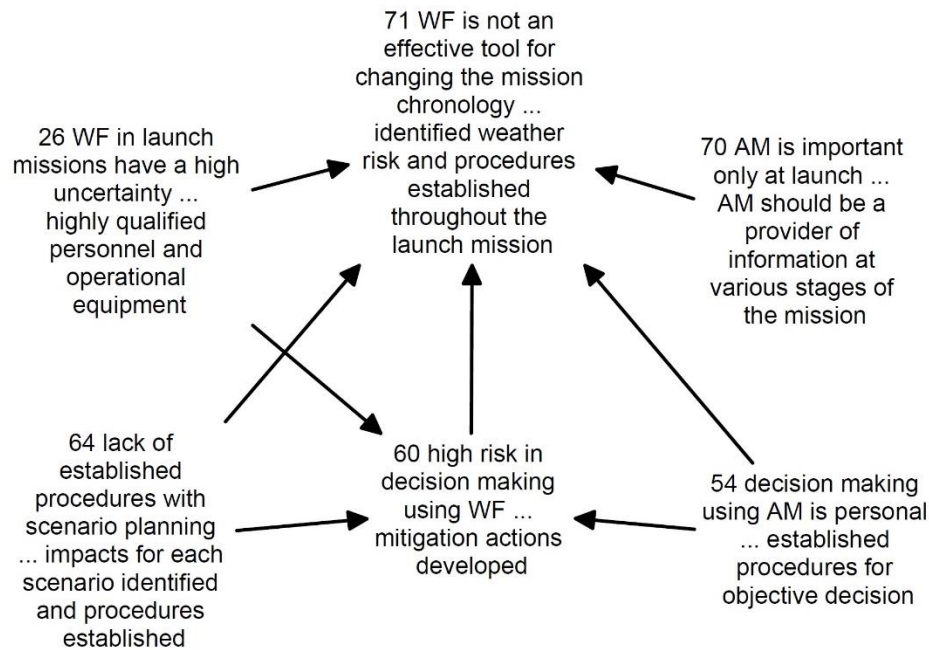 71 WF is not an
effective tool for
changing the mission
chronology ...
identified weather
risk and procedures
established
throughout the
launch mission
26 WF in launch
missions have a high
uncertainty ...
highly qualified
personnel and
operational
equipment
70 AM is important
only at launch ...
AM should be a
provider of
information at
various stages of
the mission
64 lack of
established
procedures with
scenario planning
... impacts for each
scenario identified
and procedures
established
60 high risk in
decision making
using WF ...
mitigation actions
developed
54 decision making
using AM is personal
... established
procedures for
objective decision